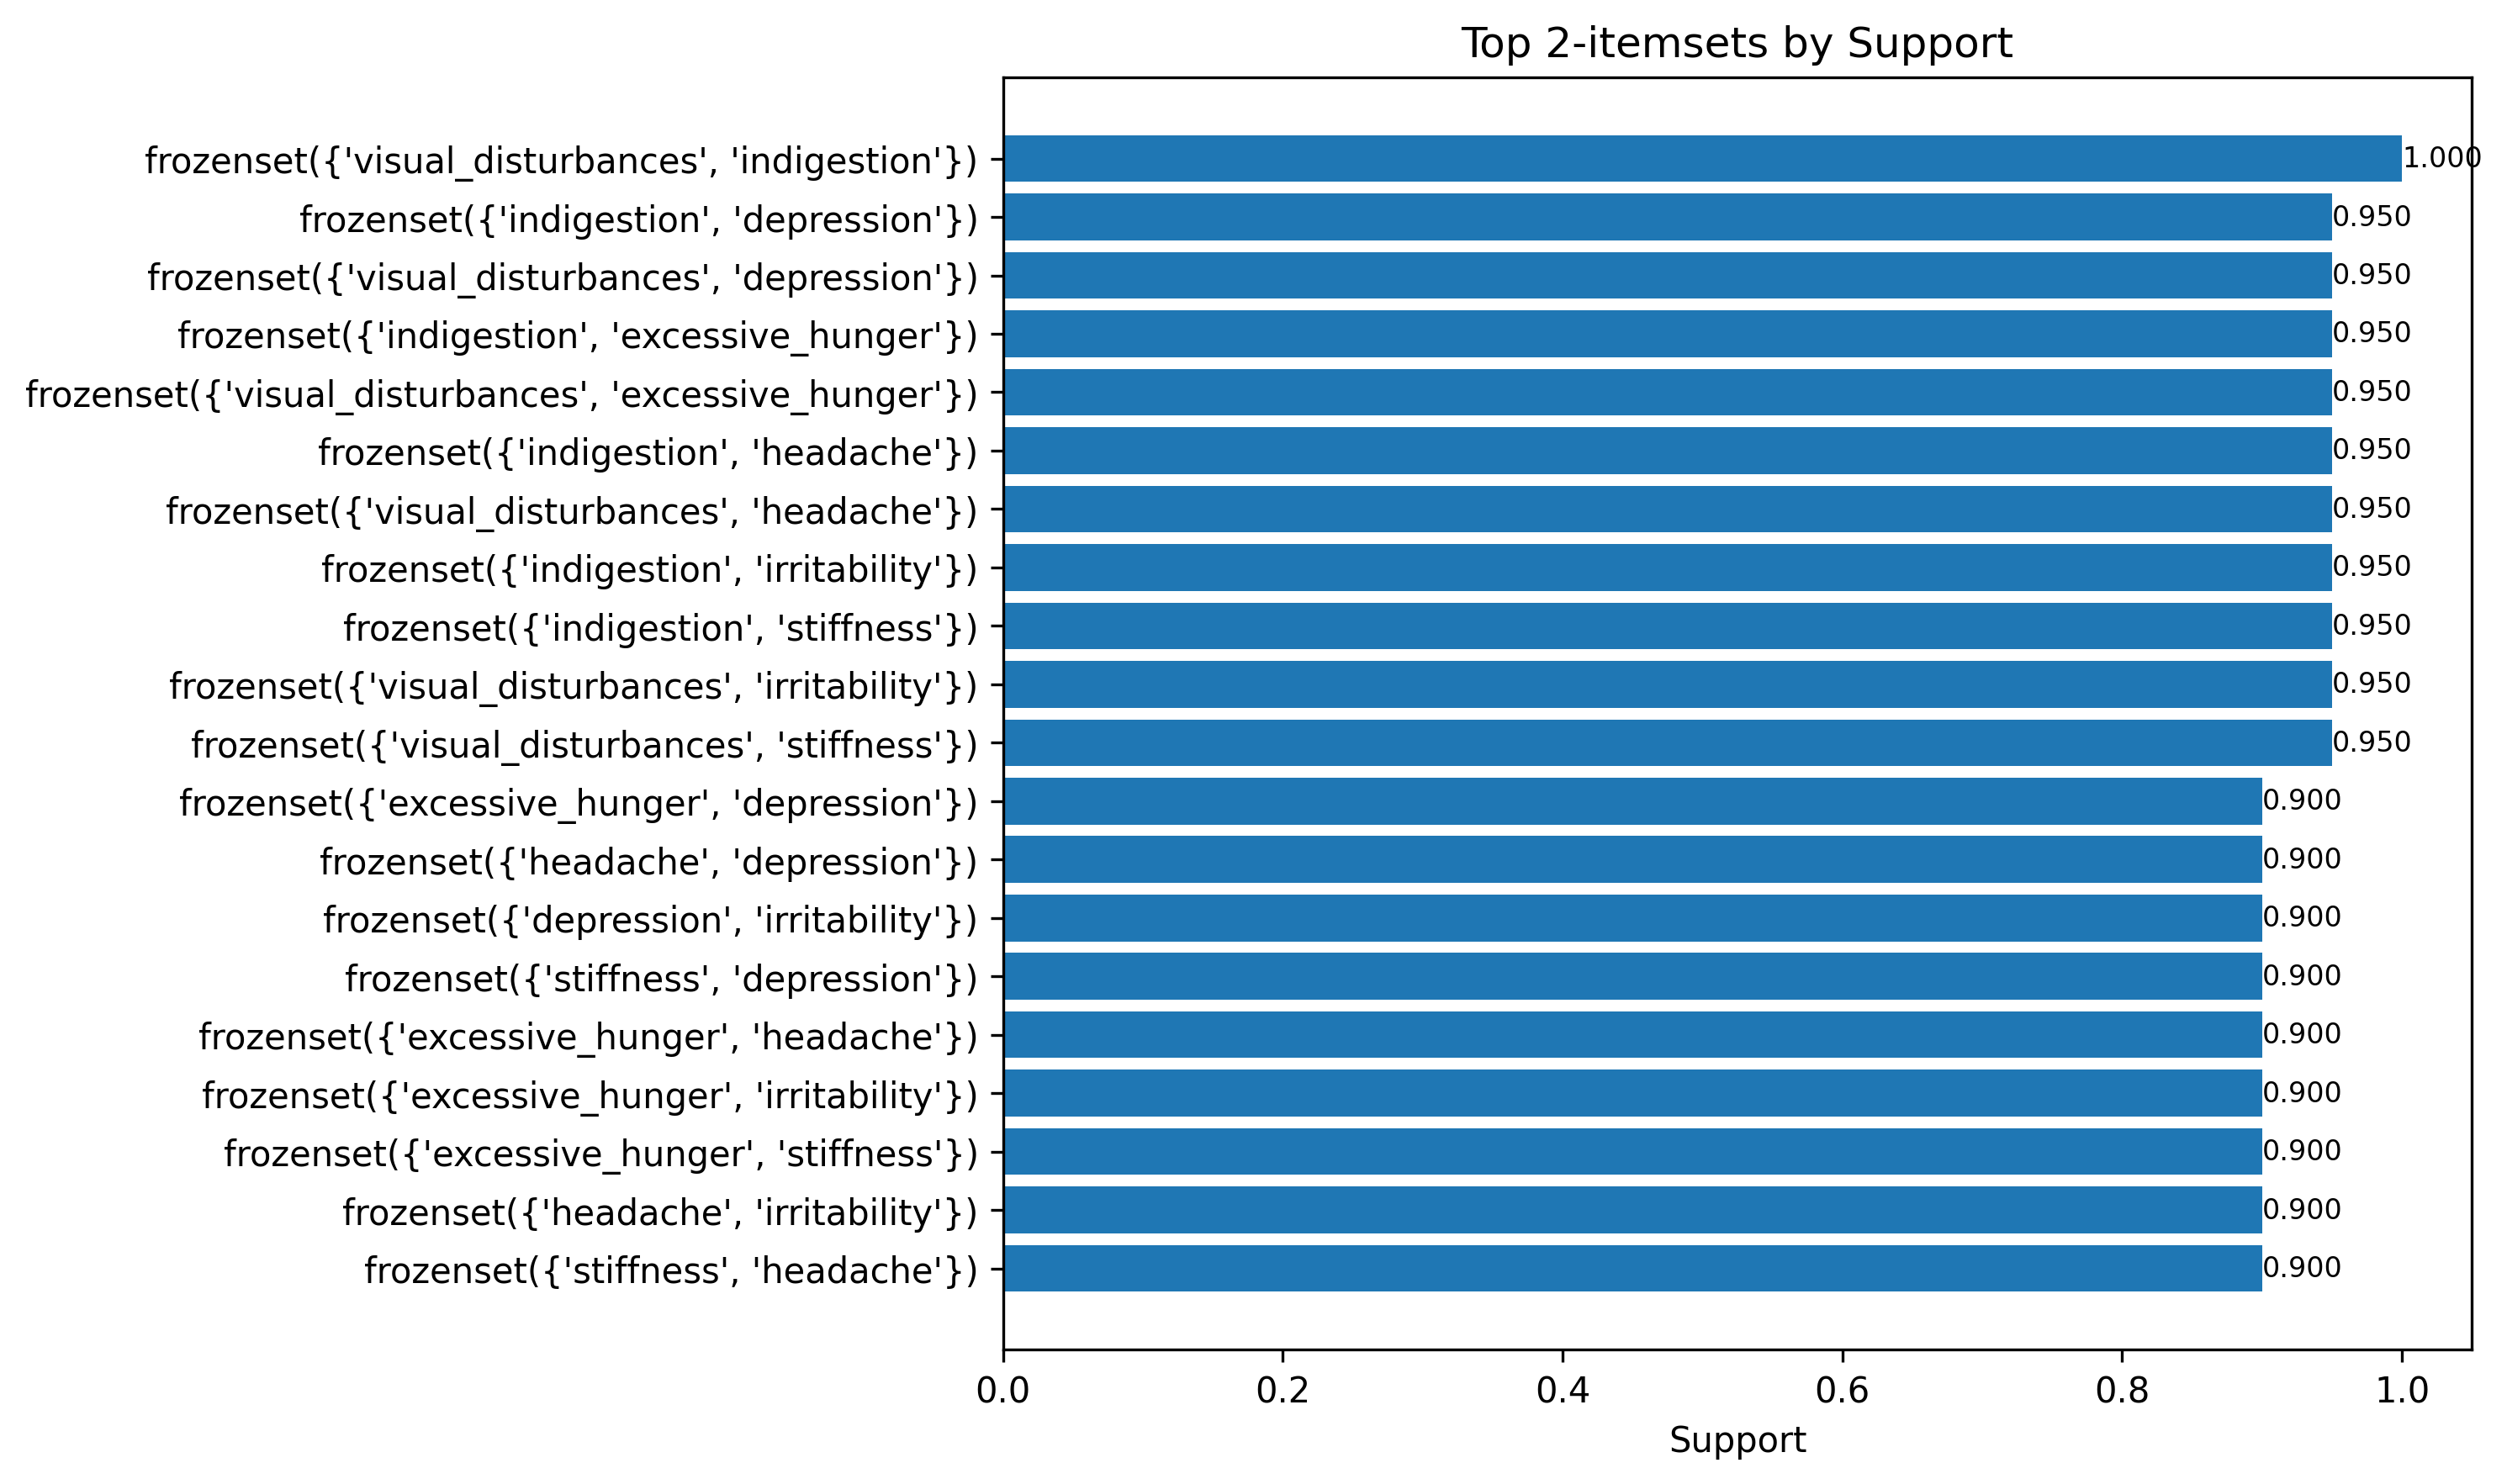 Top 2-itemsets by Support
frozenset({'visual_disturbances', 'indigestion'}) 1.000
frozenset({'indigestion', 'depression'}) 0.950
frozenset({'visual_disturbances', 'depression'}) 0.950
frozenset({'indigestion', 'excessive_hunger'}) 0.950
frozenset({'visual_disturbances', 'excessive_hunger'}) 0.950
frozenset({'indigestion', 'headache'}) 0.950
frozenset({'visual_disturbances', 'headache'}) 0.950
frozenset({'indigestion', 'irritability'}) 0.950
frozenset({'indigestion', 'stiffness'}) 0.950
frozenset({'visual_disturbances', 'irritability'}) 0.950
frozenset({'visual_disturbances', 'stiffness'}) 0.950
frozenset({'excessive_hunger', 'depression'}) 0.900
frozenset({'headache', 'depression'}) 0.900
frozenset({'depression', 'irritability'}) 0.900
frozenset({'stiffness', 'depression'}) 0.900
frozenset({'excessive_hunger', 'headache'}) 0.900
frozenset({'excessive_hunger', 'irritability'}) 0.900
frozenset({'excessive_hunger', 'stiffness'}) 0.900
frozenset({'headache', 'irritability'}) 0.900
frozenset({'stiffness', 'headache'}) 0.900
0.0 0.2 0.4 0.6 0.8 1.0
Support